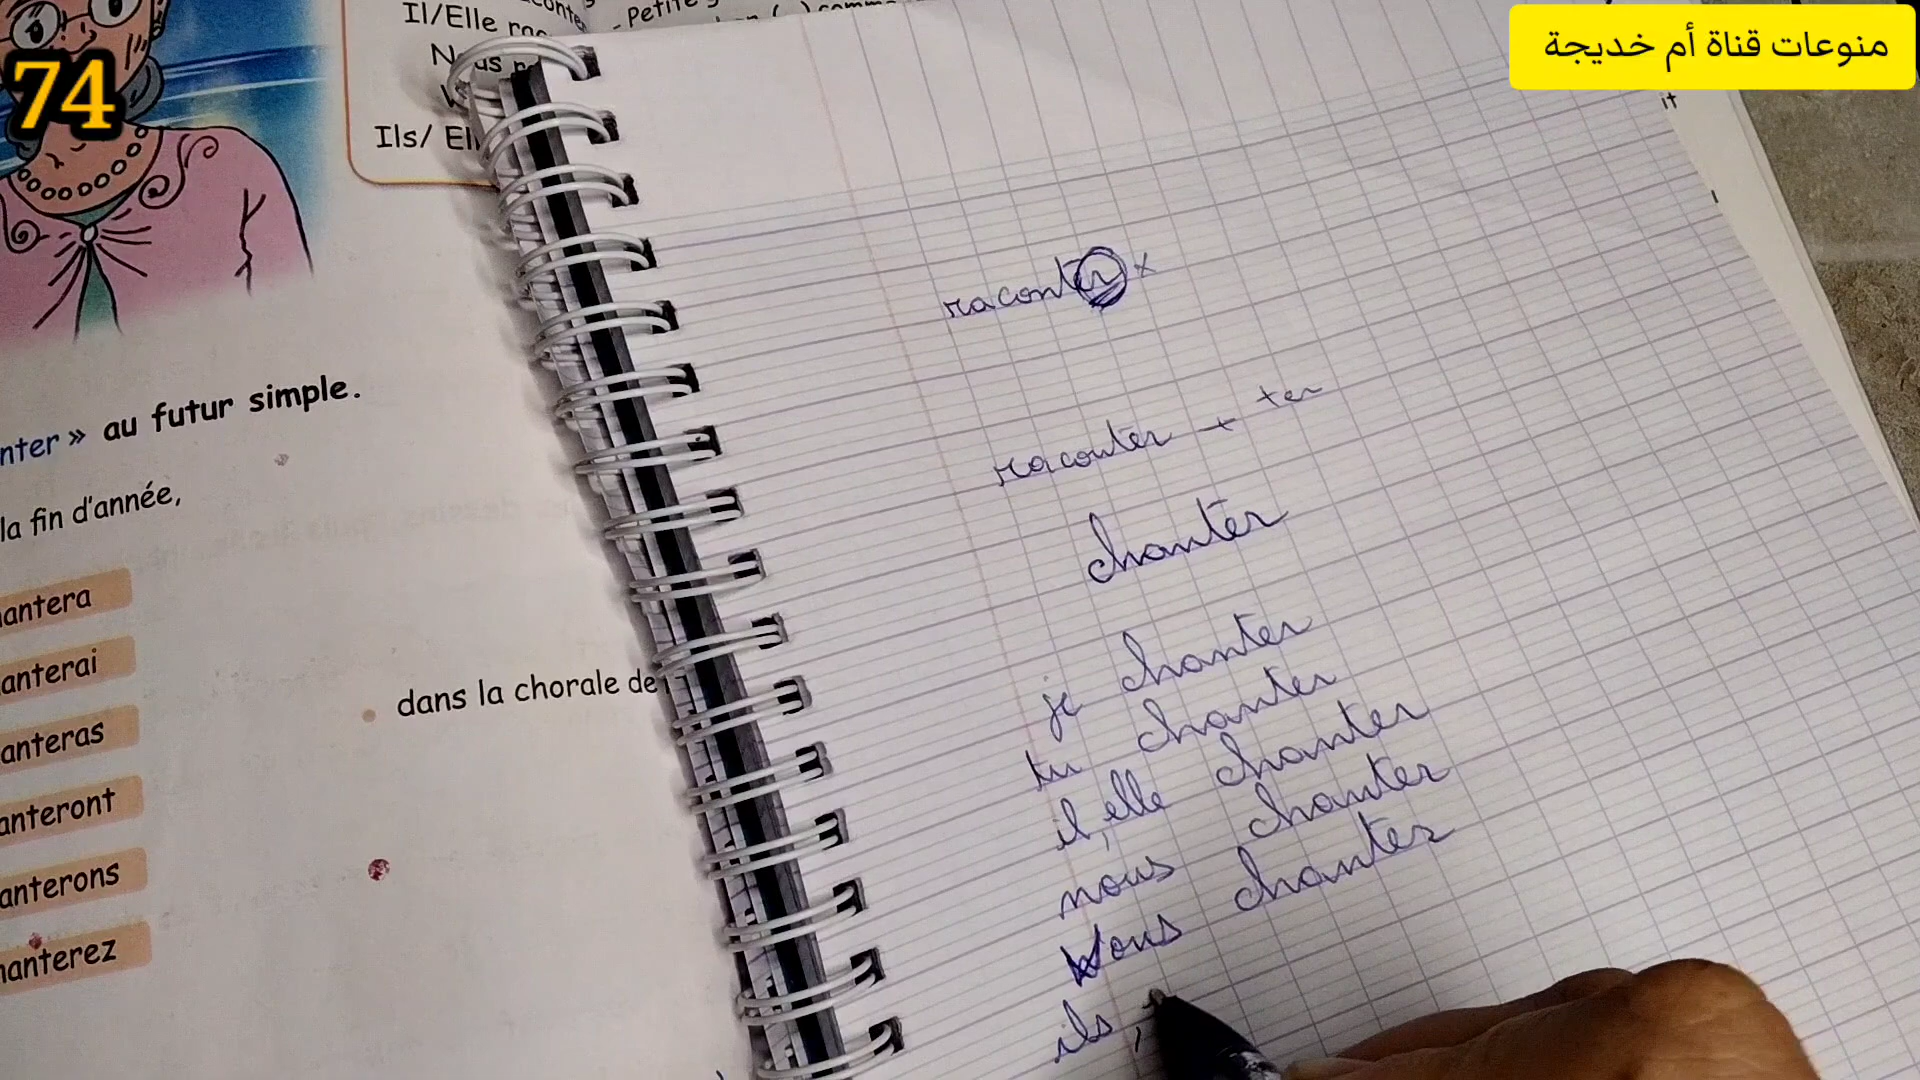 74
منوعات قناة أم خديجة
Il/Elle
- Petite
Ils/
nter » au futur simple.
la fin d'année,
antera
anterai
anteras
anteront
anterons
anterez
dans la chorale de
it
raconter +
raconter + ter
chanter
je chanter
tu chanter
il, elle chanter
nous chanter
Vous chanter
ils,